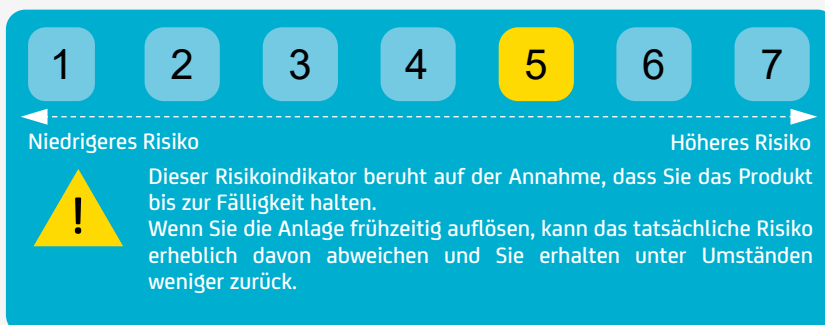 1 2 3 4 5 6 7
Niedrigeres Risiko Höheres Risiko
Dieser Risikoindikator beruht auf der Annahme, dass Sie das Produkt
bis zur Fälligkeit halten.
! Wenn Sie die Anlage frühzeitig auflösen, kann das tatsächliche Risiko
erheblich davon abweichen und Sie erhalten unter Umständen
weniger zurück.